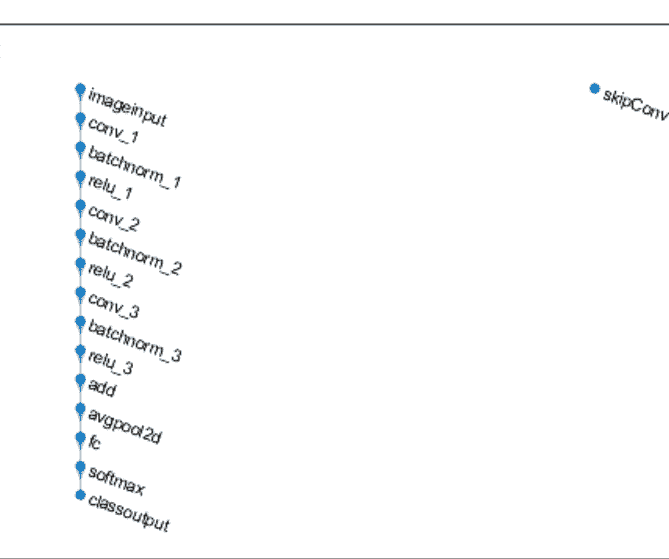 imageinput
conv_1
batchnorm_1
relu_1
conv_2
batchnorm_2
relu_2
conv_3
batchnorm_3
relu_3
add
avgpool2d
fc
softmax
classoutput
skipConv